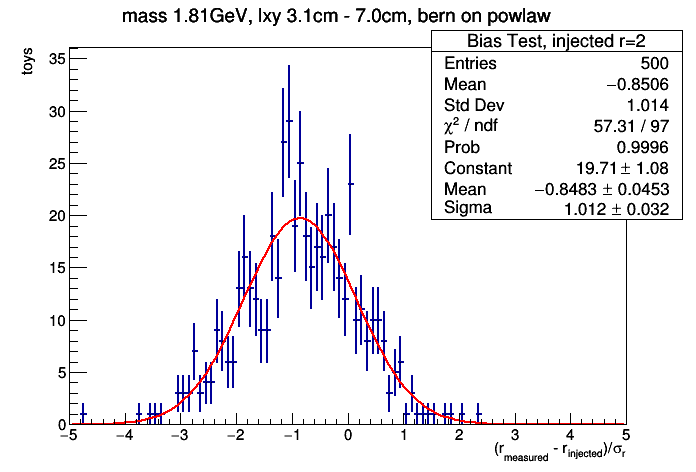 mass 1.81GeV, lxy 3.1cm - 7.0cm, bern on powlaw
Bias Test, injected r=2
Entries 500
Mean −0.8506
Std Dev 1.014
χ² / ndf 57.31 / 97
Prob 0.9996
Constant 19.71 ± 1.08
Mean −0.8483 ± 0.0453
Sigma 1.012 ± 0.032
toys
35
30
25
20
15
10
5
0
−5 −4 −3 −2 −1 0 1 2 3 4 5
(r_measured - r_injected)/σ_r